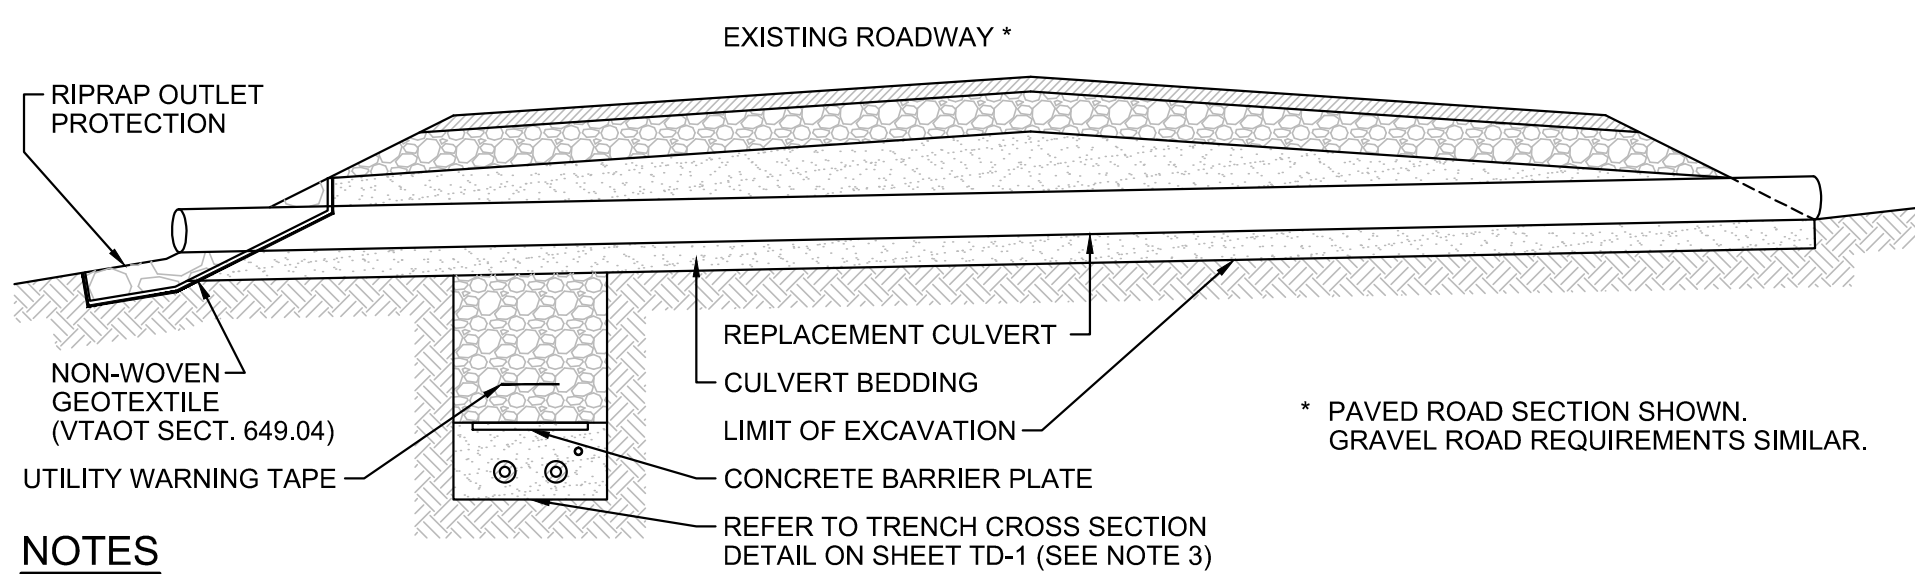 EXISTING ROADWAY *
RIPRAP OUTLET
PROTECTION
NON-WOVEN
GEOTEXTILE
(VTAOT SECT. 649.04)
UTILITY WARNING TAPE
REPLACEMENT CULVERT
CULVERT BEDDING
LIMIT OF EXCAVATION
CONCRETE BARRIER PLATE
REFER TO TRENCH CROSS SECTION
DETAIL ON SHEET TD-1 (SEE NOTE 3)
* PAVED ROAD SECTION SHOWN.
GRAVEL ROAD REQUIREMENTS SIMILAR.
NOTES